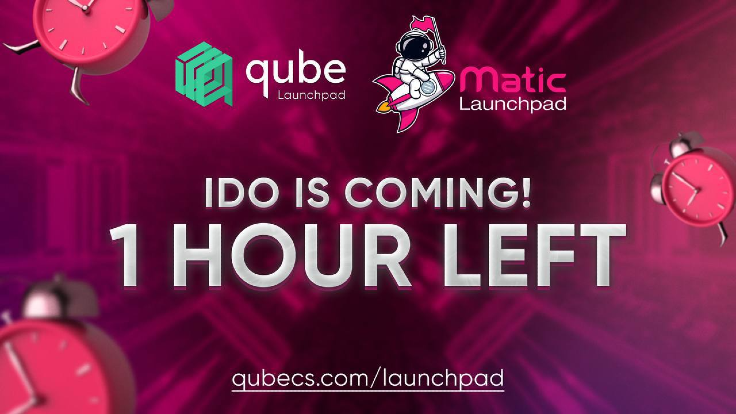 qube
Launchpad
Matic
Launchpad
IDO IS COMING!
1 HOUR LEFT
qubecs.com/launchpad